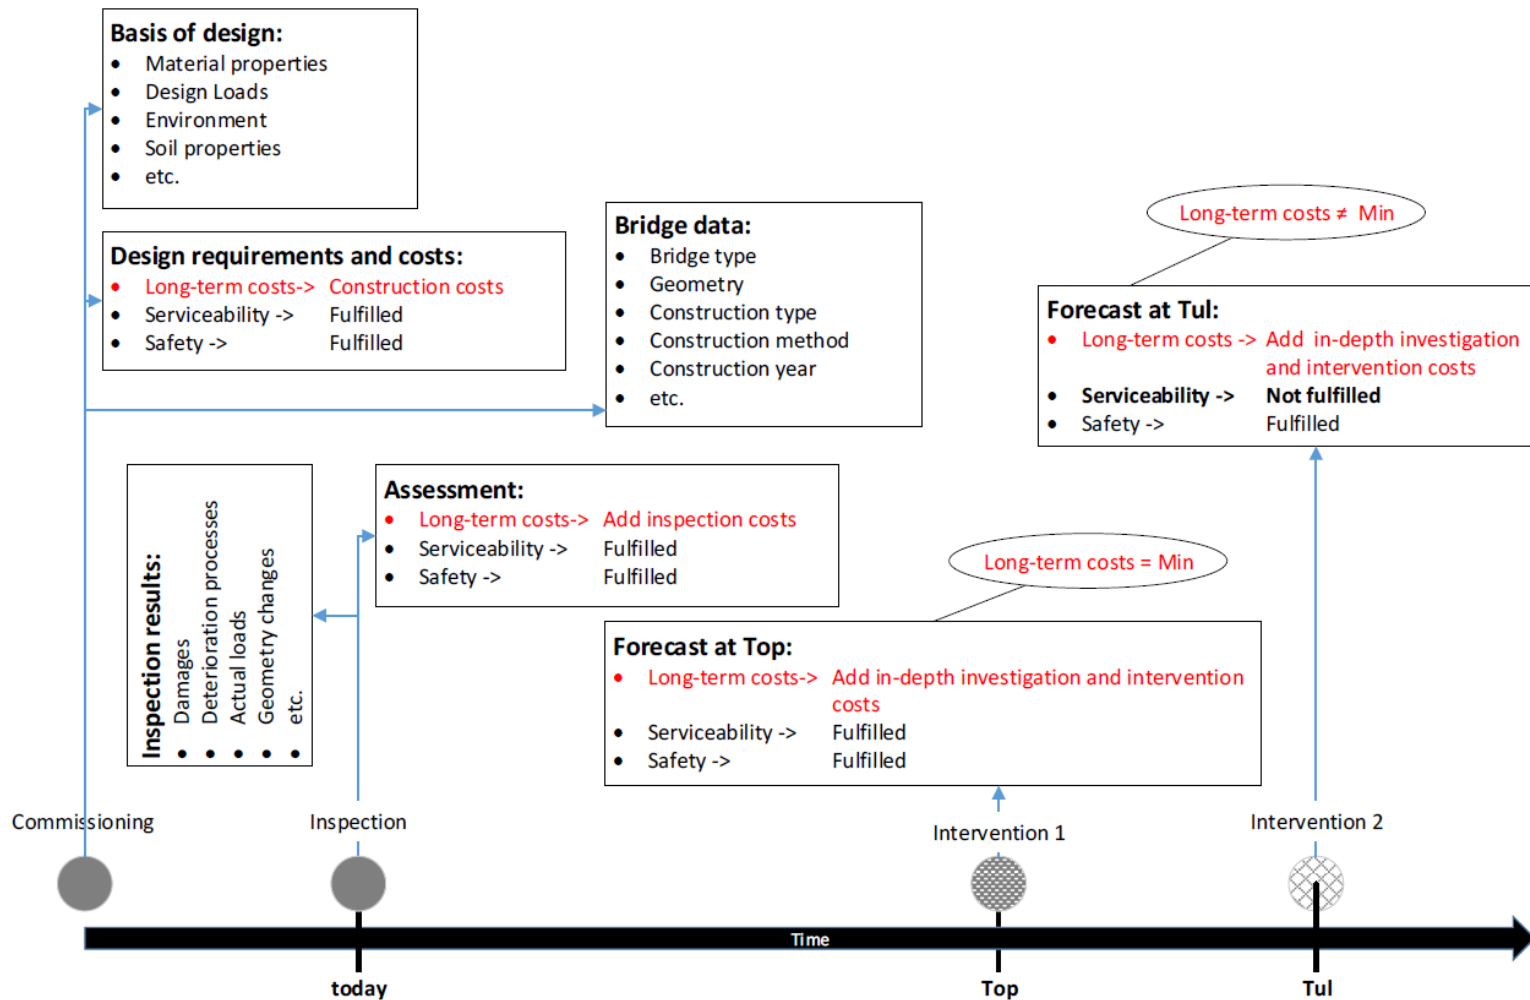 Basis of design:
• Material properties
• Design Loads
• Environment
• Soil properties
• etc.
Design requirements and costs:
• Long-term costs-> Construction costs
• Serviceability -> Fulfilled
• Safety -> Fulfilled
Bridge data:
• Bridge type
• Geometry
• Construction type
• Construction method
• Construction year
• etc.
Long-term costs ≠ Min
Forecast at Tul:
• Long-term costs -> Add in-depth investigation
and intervention costs
• Serviceability -> Not fulfilled
• Safety -> Fulfilled
Inspection results:
• Damages
• Deterioration processes
• Actual loads
• Geometry changes
• etc.
Assessment:
• Long-term costs-> Add inspection costs
• Serviceability -> Fulfilled
• Safety -> Fulfilled
Long-term costs = Min
Forecast at Top:
• Long-term costs-> Add in-depth investigation and intervention
costs
• Serviceability -> Fulfilled
• Safety -> Fulfilled
Commissioning
Inspection
Intervention 1
Intervention 2
Time
today
Top
Tul